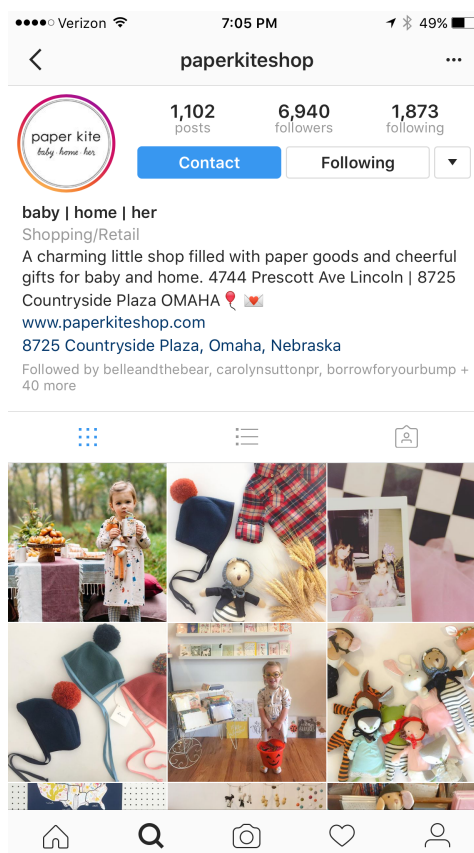 Verizon 7:05 PM 49%
paperkiteshop
1,102 6,940 1,873
posts followers following
paper kite
baby · home · her
Contact Following
baby | home | her
Shopping/Retail
A charming little shop filled with paper goods and cheerful
gifts for baby and home. 4744 Prescott Ave Lincoln | 8725
Countryside Plaza OMAHA🎈 💌
www.paperkiteshop.com
8725 Countryside Plaza, Omaha, Nebraska
Followed by belleandthebear, carolynsuttonpr, borrowforyourbump +
40 more